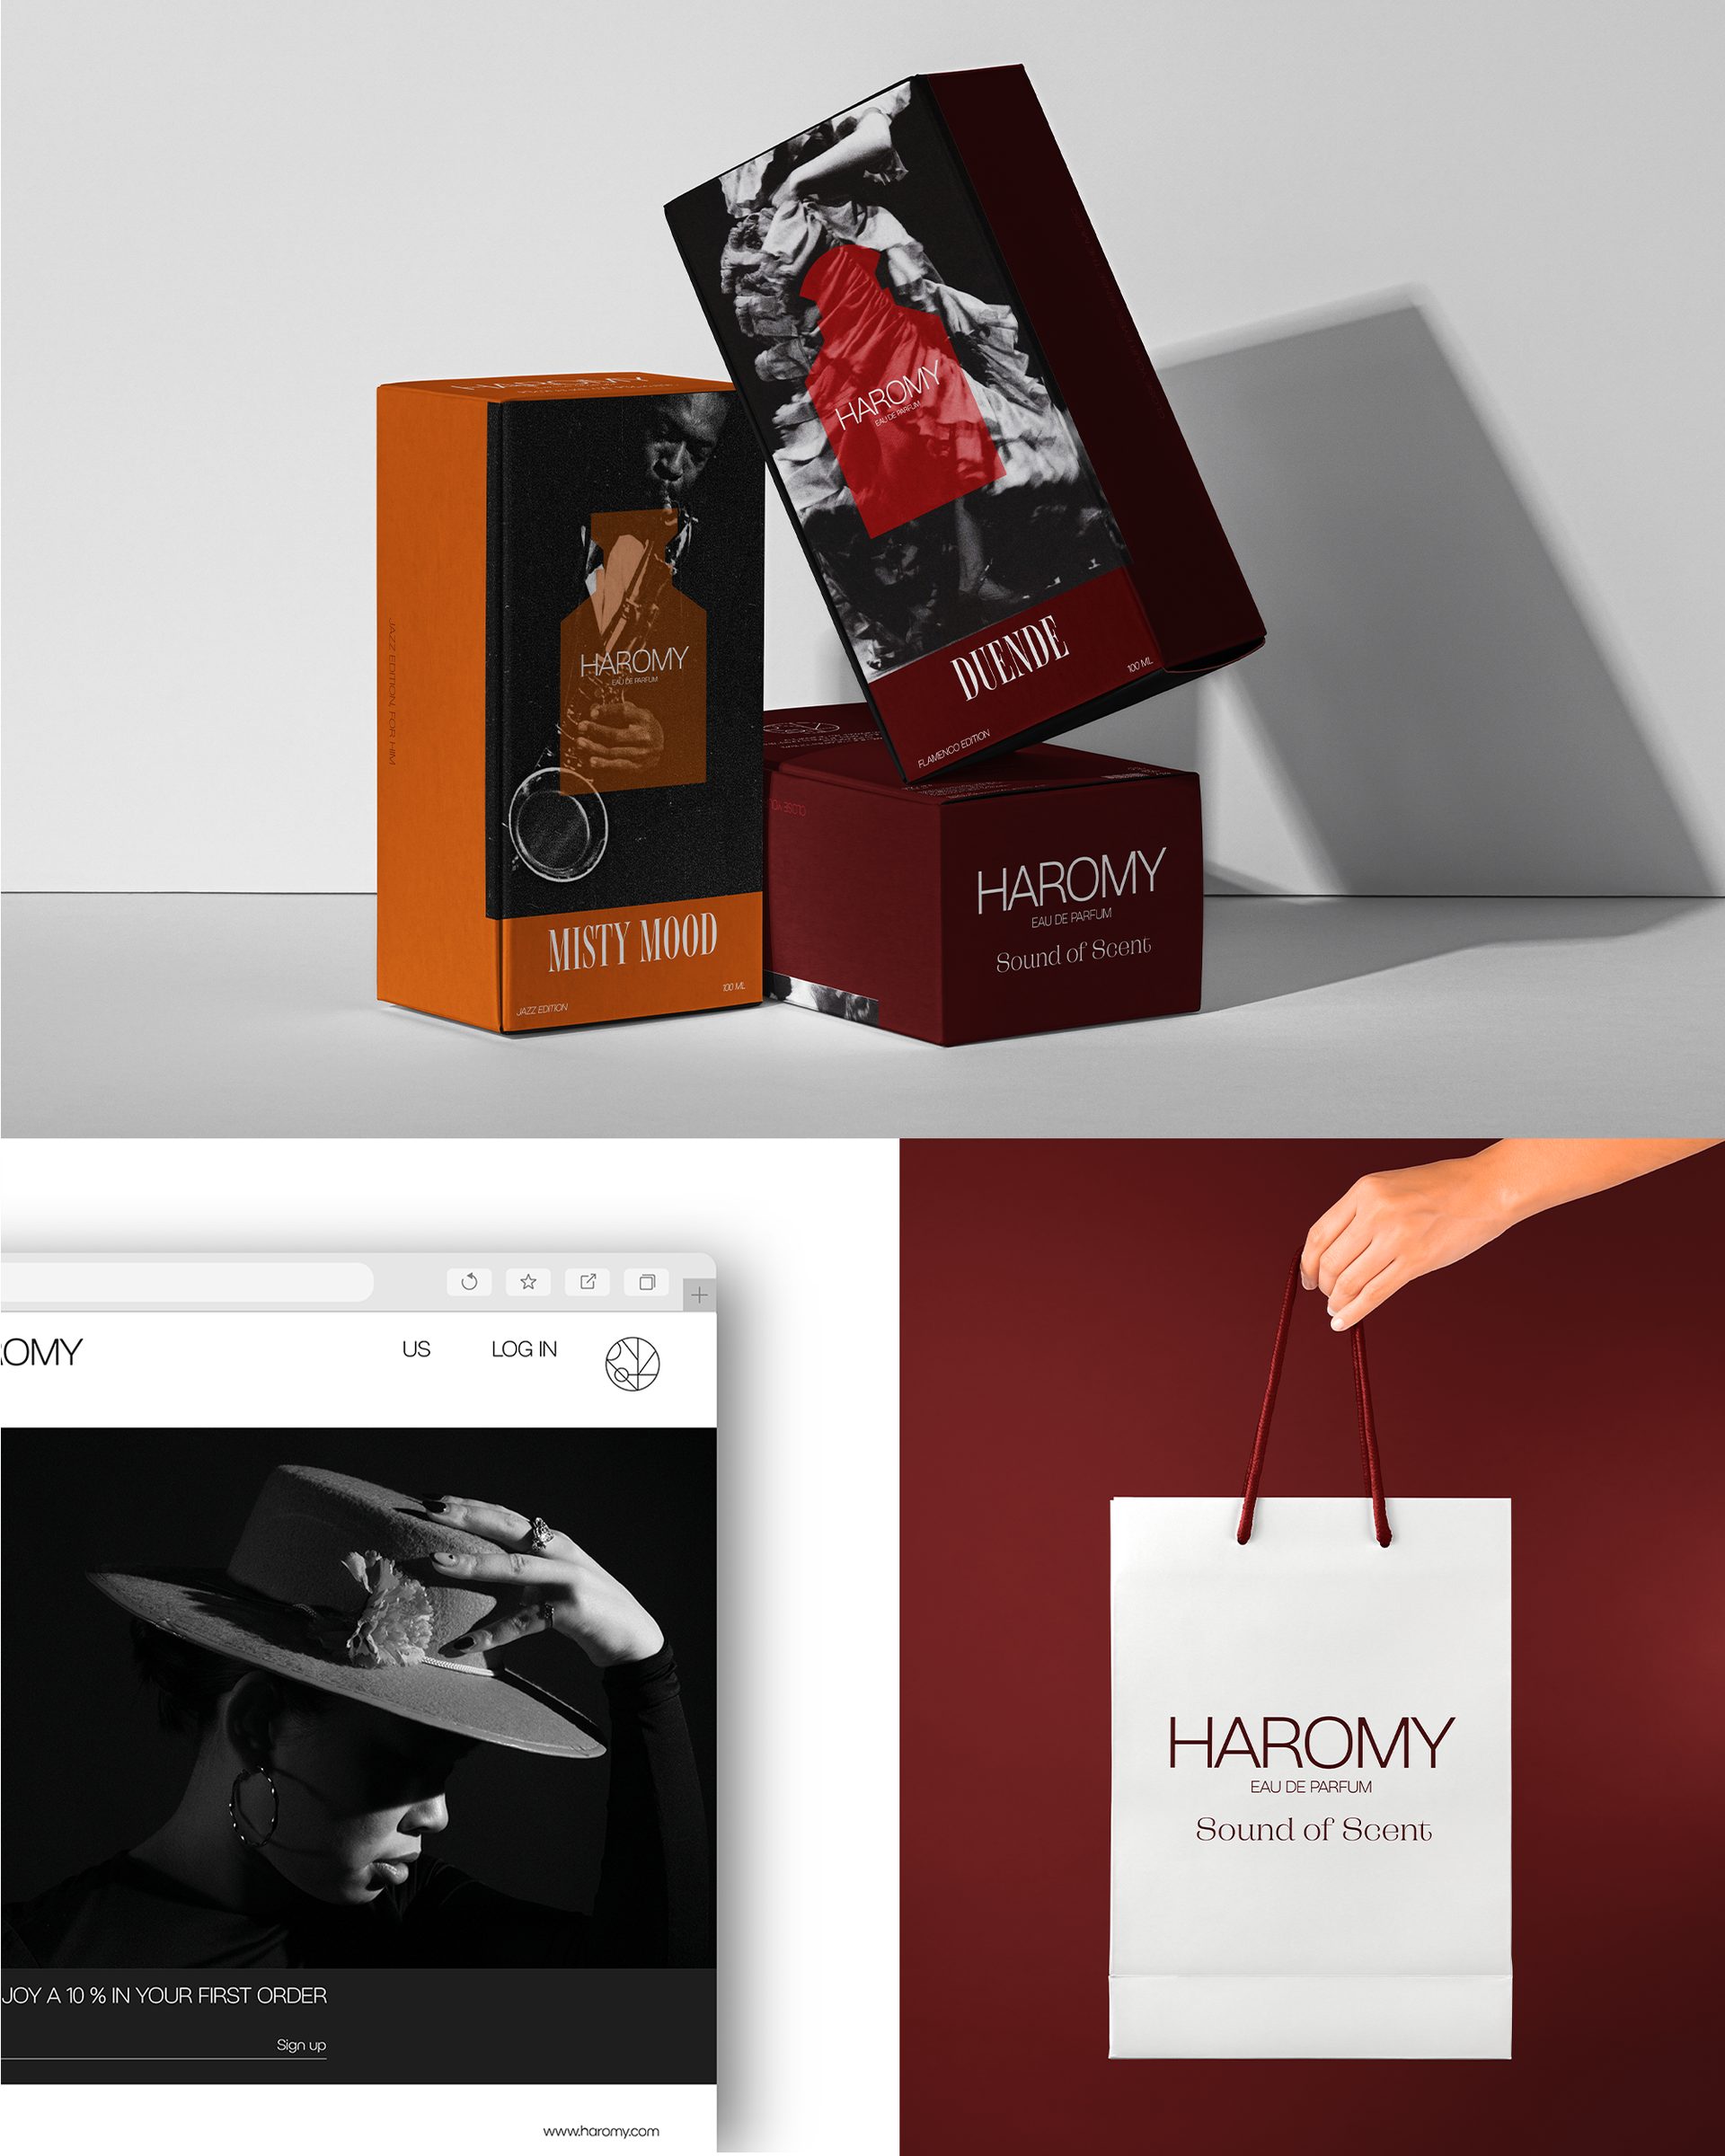 HAROMY
JAZZ EDITION FOR HIM
HAROMY
EAU DE PARFUM
MISTY MOOD
100 ML
JAZZ EDITION
HAROMY
EAU DE PARFUM
DUENDE
100 ML
FLAMENCO EDITION
HAROMY
EAU DE PARFUM
Sound of Scent
OMY
US
LOG IN
JOY A 10 % IN YOUR FIRST ORDER
Sign up
www.haromy.com
HAROMY
EAU DE PARFUM
Sound of Scent